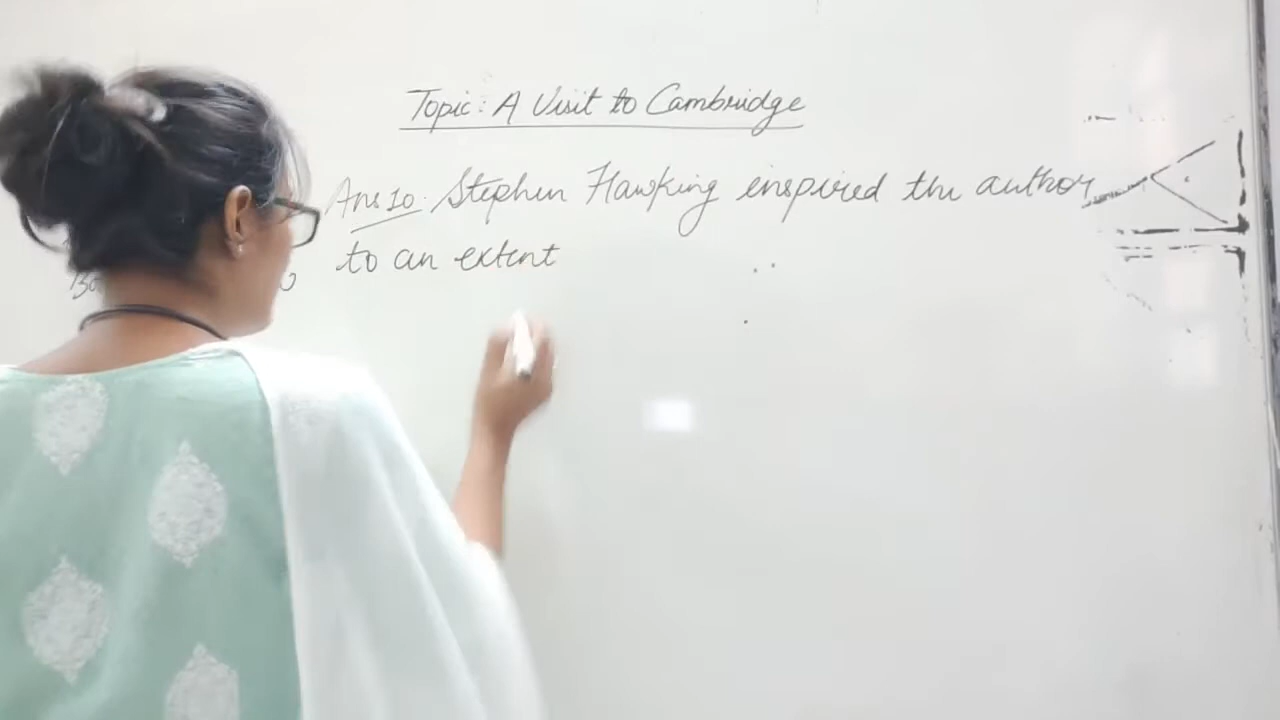 Topic: A Visit to Cambridge
Ans 10. Stephen Hawking inspired the author
to an extent